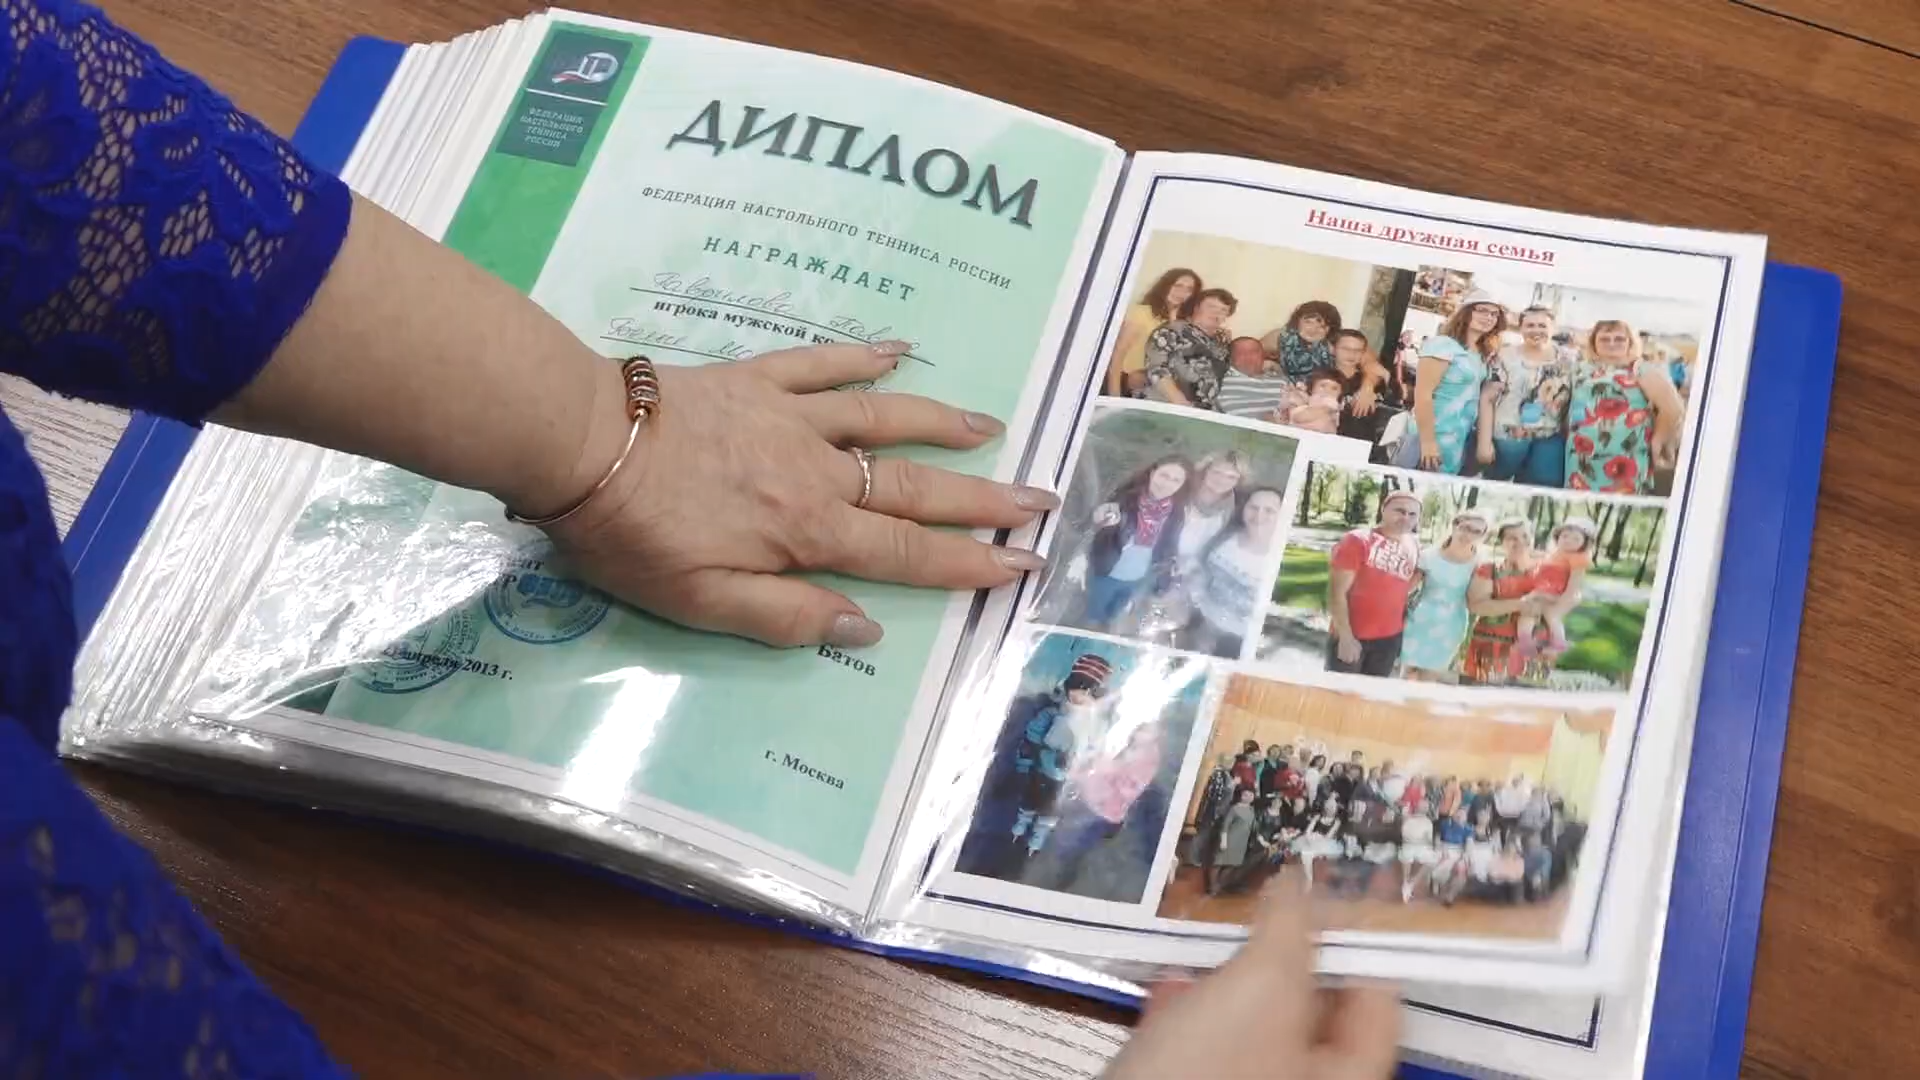 ФЕДЕРАЦИЯ
НАСТОЛЬНОГО
ТЕННИСА
РОССИИ
ДИПЛОМ
ФЕДЕРАЦИЯ НАСТОЛЬНОГО ТЕННИСА РОССИИ
НАГРАЖДАЕТ
игрока мужской
Батов
апреля 2013 г.
г. Москва
Наша дружная семья